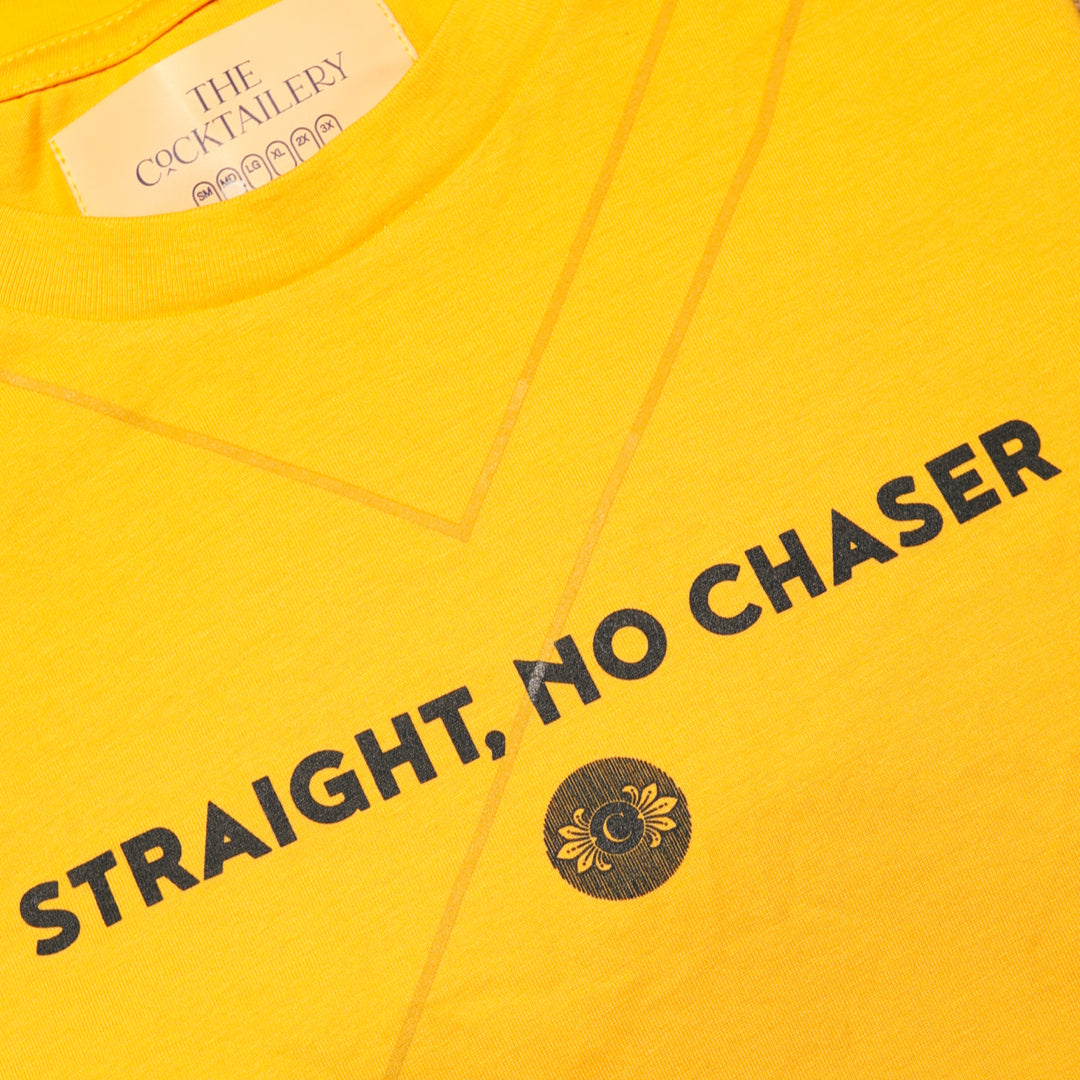 THE
COCKTAILERY
SM MD LG XL 2X 3X
STRAIGHT, NO CHASER
C